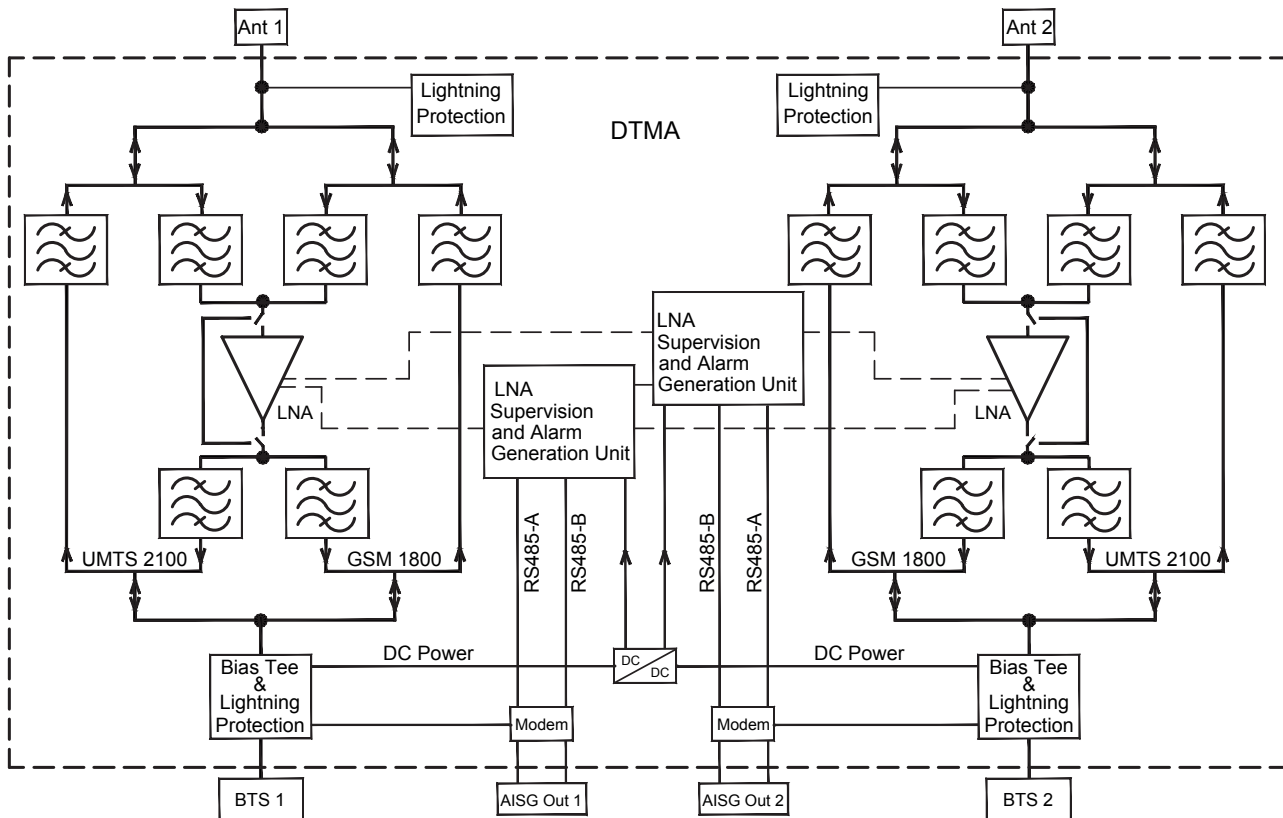 Ant 1
Ant 2
Lightning
Protection
Lightning
Protection
DTMA
LNA
Supervision
and Alarm
Generation Unit
LNA
Supervision
and Alarm
Generation Unit
LNA
LNA
RS485-A
RS485-B
RS485-B
RS485-A
UMTS 2100
GSM 1800
GSM 1800
UMTS 2100
Bias Tee
&
Lightning
Protection
DC Power
DC
DC
DC Power
Bias Tee
&
Lightning
Protection
Modem
Modem
BTS 1
AISG Out 1
AISG Out 2
BTS 2